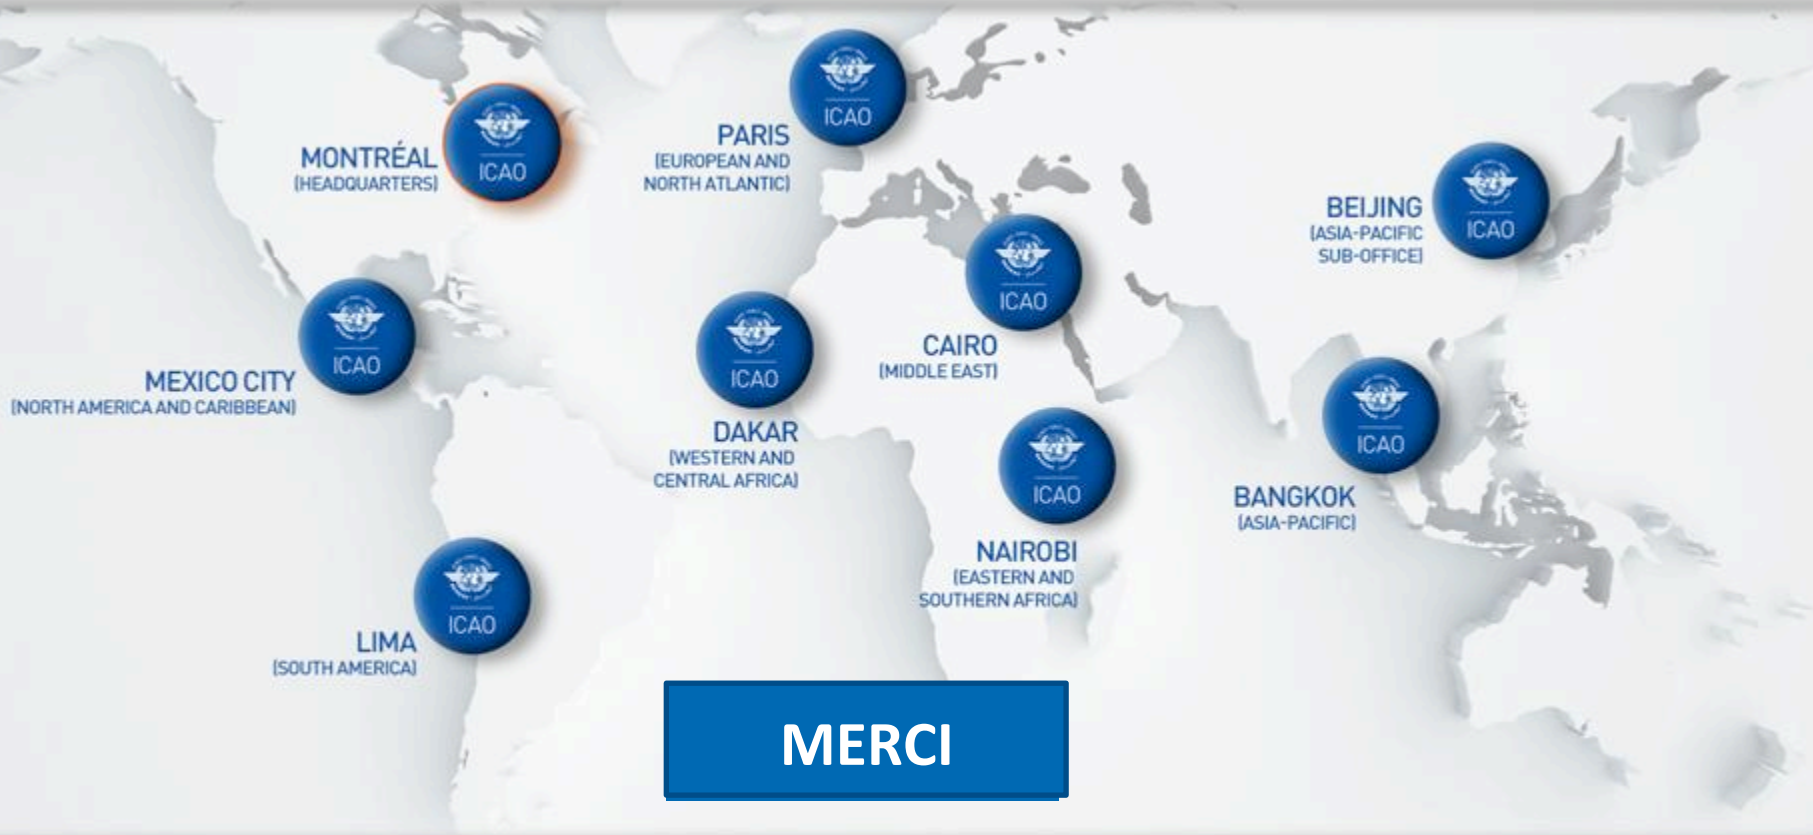 ICAO
MONTRÉAL
(HEADQUARTERS)
ICAO
PARIS
(EUROPEAN AND
NORTH ATLANTIC)
ICAO
BEIJING
(ASIA-PACIFIC
SUB-OFFICE)
ICAO
CAIRO
(MIDDLE EAST)
ICAO
MEXICO CITY
(NORTH AMERICA AND CARIBBEAN)
ICAO
DAKAR
(WESTERN AND
CENTRAL AFRICA)
ICAO
BANGKOK
(ASIA-PACIFIC)
ICAO
NAIROBI
(EASTERN AND
SOUTHERN AFRICA)
ICAO
LIMA
(SOUTH AMERICA)
MERCI